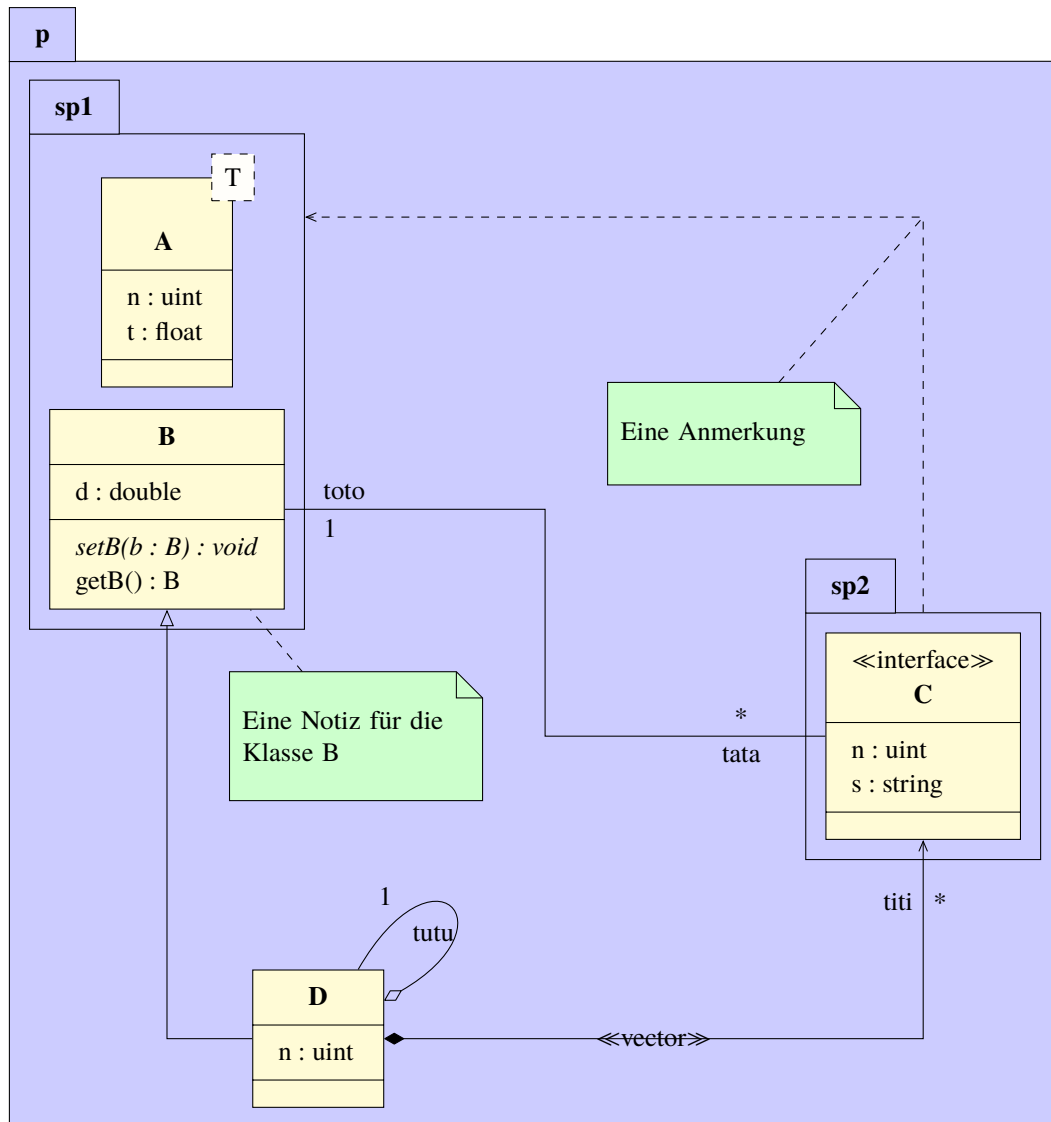 p
sp1
T
A
n : uint
t : float
B
d : double
setB(b : B) : void
getB() : B
toto
1
Eine Anmerkung
Eine Notiz für die
Klasse B
sp2
≪interface≫
C
n : uint
s : string
*
tata
titi
*
1
tutu
D
n : uint
≪vector≫